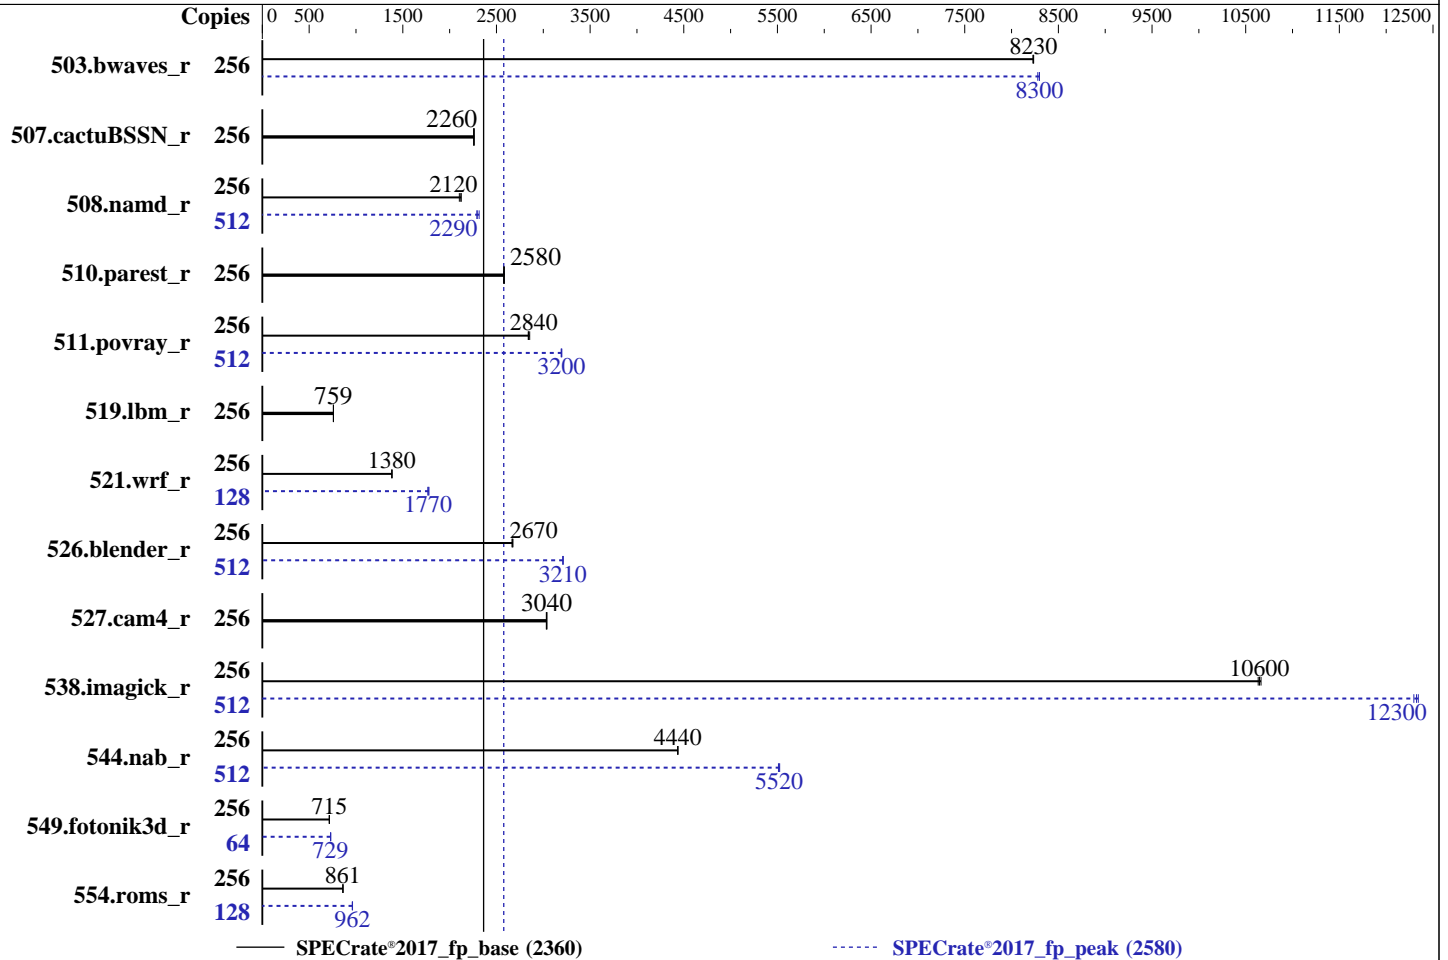 Copies 0 500 1500 2500 3500 4500 5500 6500 7500 8500 9500 10500 11500 12500
503.bwaves_r 256 8230
8300
507.cactuBSSN_r 256 2260
508.namd_r 256 2120
512 2290
510.parest_r 256 2580
511.povray_r 256 2840
512 3200
519.lbm_r 256 759
521.wrf_r 256 1380
128 1770
526.blender_r 256 2670
512 3210
527.cam4_r 256 3040
538.imagick_r 256 10600
512 12300
544.nab_r 256 4440
512 5520
549.fotonik3d_r 256 715
64 729
554.roms_r 256 861
128 962
SPECrate®2017_fp_base (2360) SPECrate®2017_fp_peak (2580)